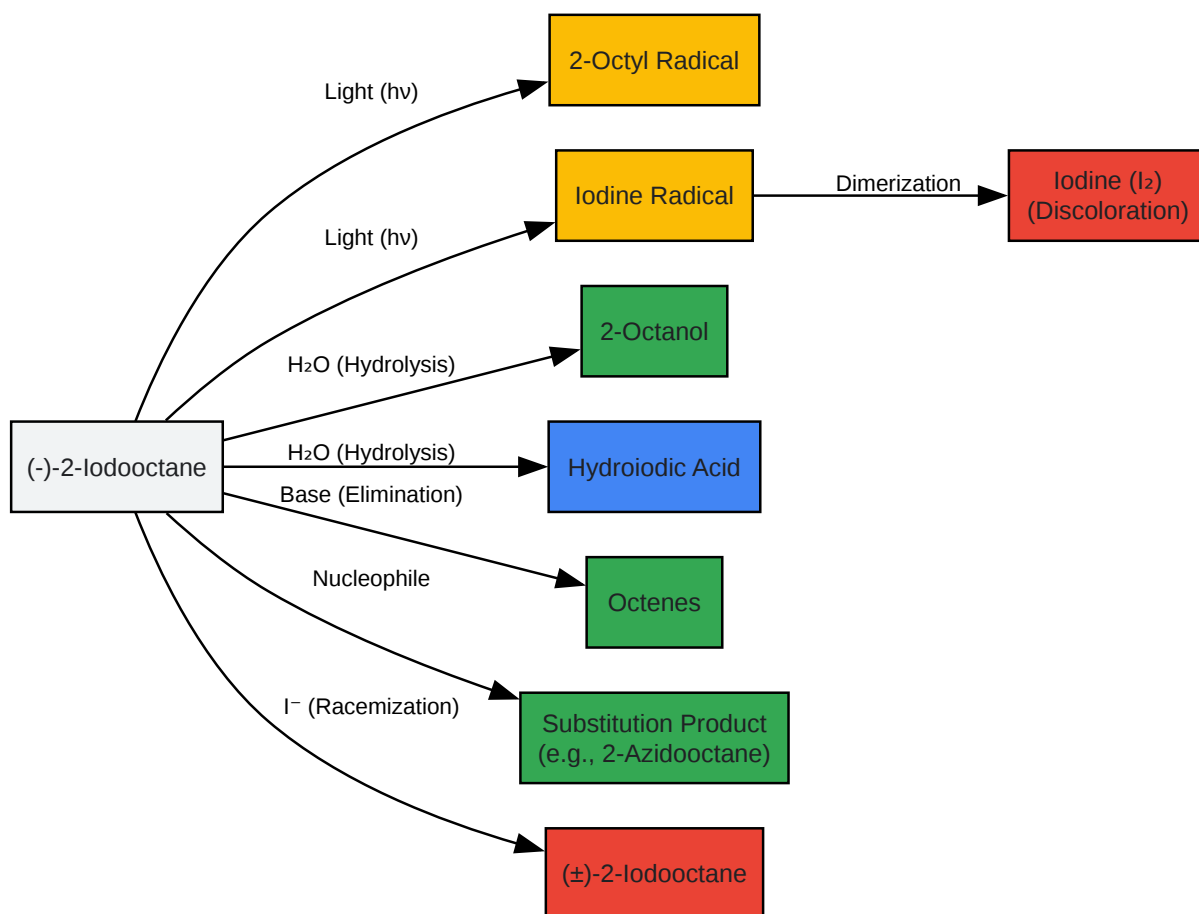 2-Octyl Radical
Light (hν)
Iodine Radical
Dimerization
Iodine (I₂)
(Discoloration)
Light (hν)
2-Octanol
H₂O (Hydrolysis)
(-)-2-Iodooctane
H₂O (Hydrolysis)
Hydroiodic Acid
Base (Elimination)
Octenes
Nucleophile
I⁻ (Racemization)
Substitution Product
(e.g., 2-Azidooctane)
(±)-2-Iodooctane